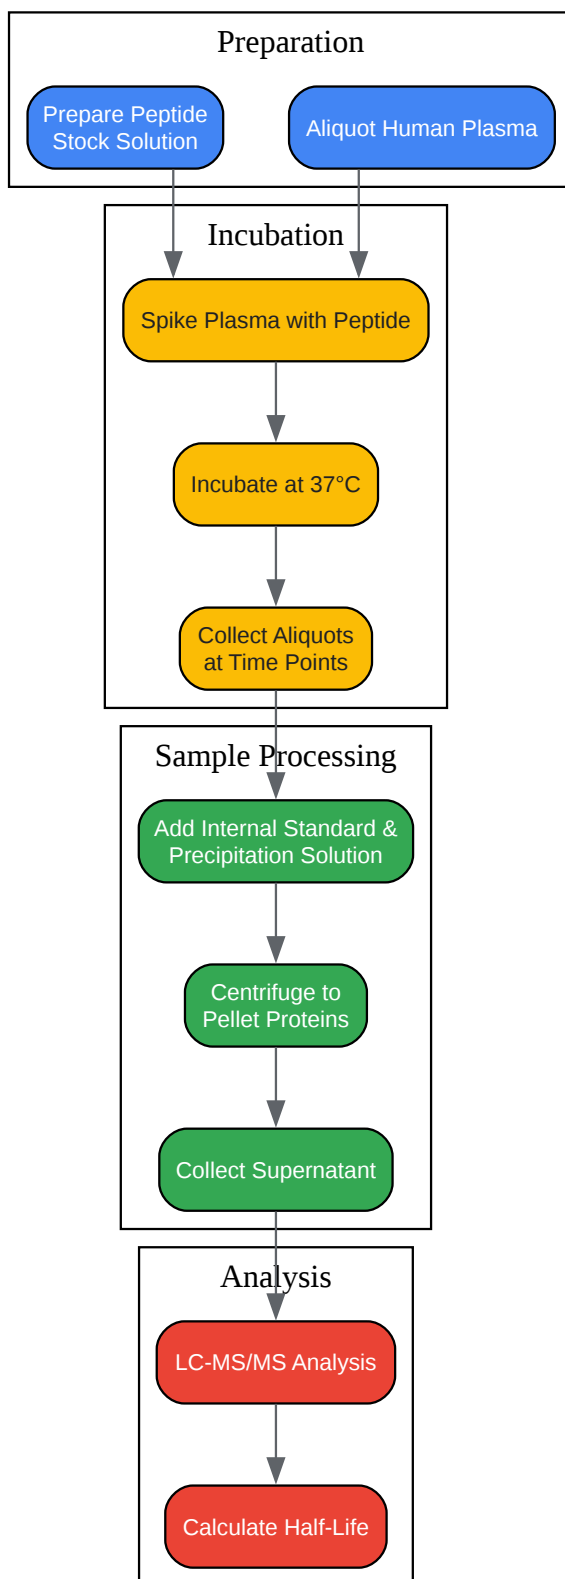 Preparation
Prepare Peptide
Stock Solution
Aliquot Human Plasma
Incubation
Spike Plasma with Peptide
Incubate at 37°C
Collect Aliquots
at Time Points
Sample Processing
Add Internal Standard &
Precipitation Solution
Centrifuge to
Pellet Proteins
Collect Supernatant
Analysis
LC-MS/MS Analysis
Calculate Half-Life